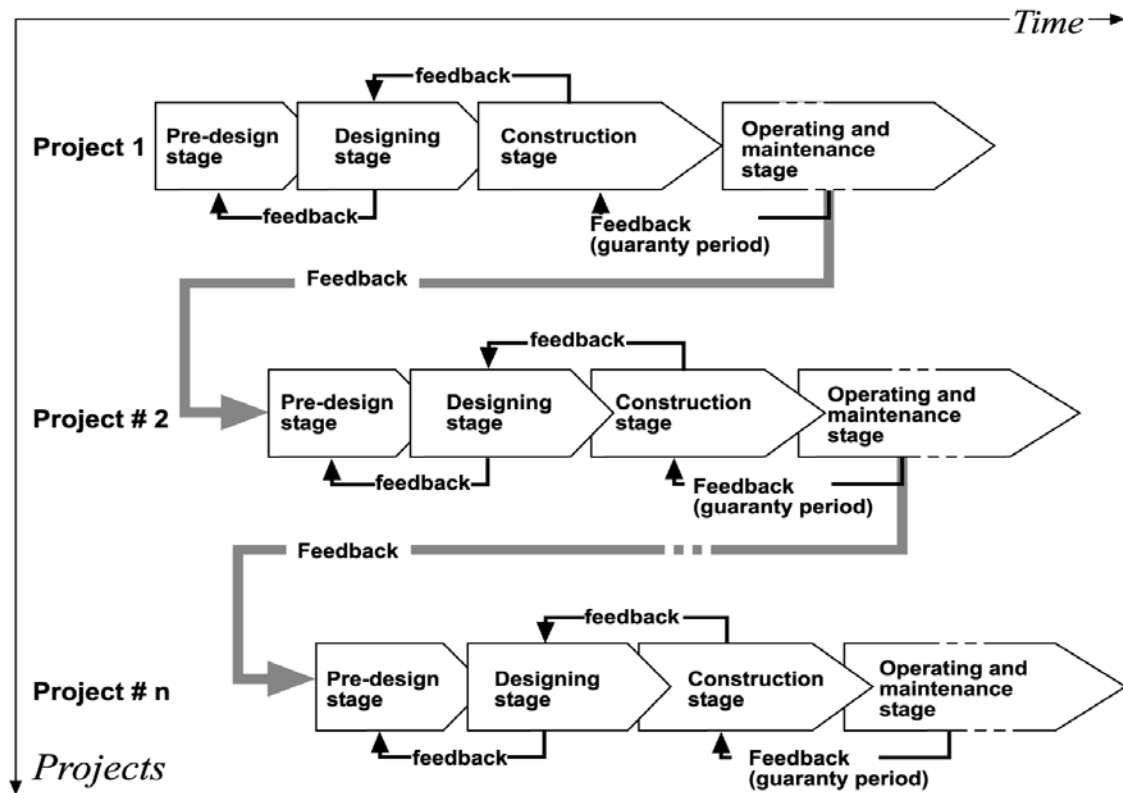 Time
feedback
Project 1
Pre-design
stage
Designing
stage
Construction
stage
Operating and
maintenance
stage
feedback
Feedback
(guaranty period)
Feedback
feedback
Project # 2
Pre-design
stage
Designing
stage
Construction
stage
Operating and
maintenance
stage
feedback
Feedback
(guaranty period)
Feedback
feedback
Project # n
Pre-design
stage
Designing
stage
Construction
stage
Operating and
maintenance
stage
feedback
Feedback
(guaranty period)
Projects